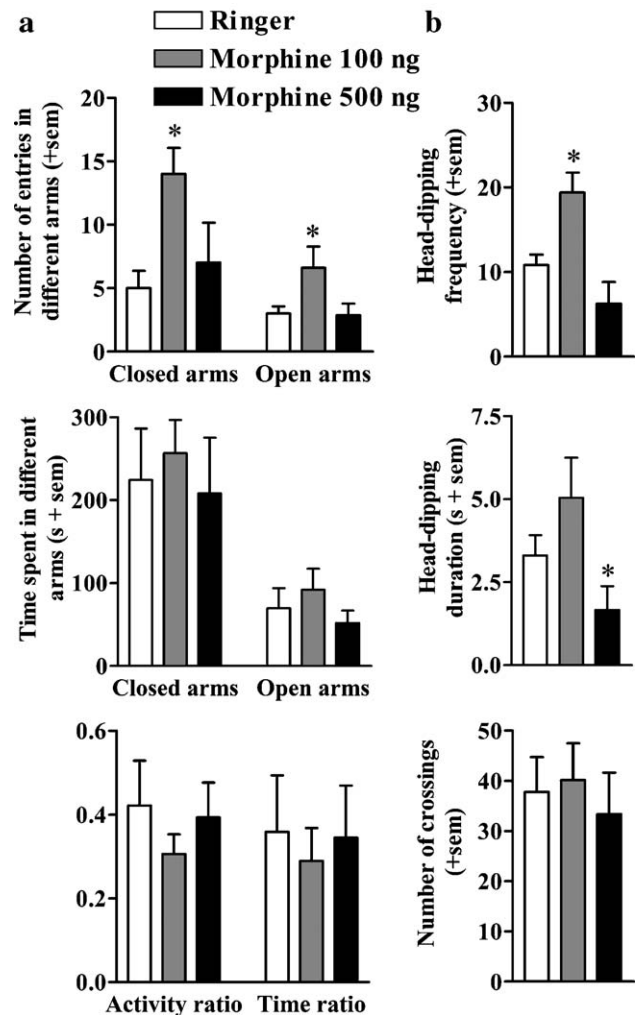 a
b
Ringer
Morphine 100 ng
Morphine 500 ng
Number of entries in
different arms (+sem)
20
15
10
5
0
*
*
Closed arms
Open arms
Head-dipping
frequency (+sem)
30
20
10
0
*
Time spent in different
arms (s + sem)
300
200
100
0
Closed arms
Open arms
Head-dipping
duration (s + sem)
7.5
5.0
2.5
0.0
*
0.6
0.4
0.2
0.0
Activity ratio
Time ratio
Number of crossings
(+sem)
50
40
30
20
10
0